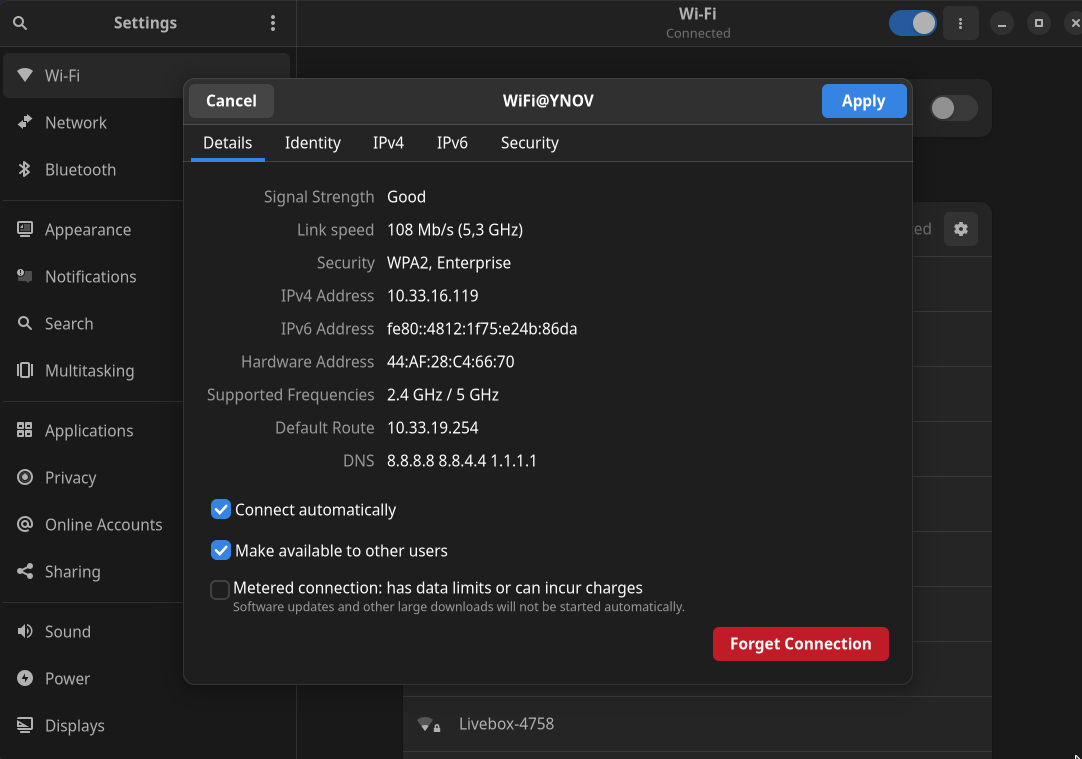 Settings
Wi-Fi
Connected
Wi-Fi
Network
Bluetooth
Appearance
Notifications
Search
Multitasking
Applications
Privacy
Online Accounts
Sharing
Sound
Power
Displays
Cancel
WiFi@YNOV
Apply
Details Identity IPv4 IPv6 Security
Signal Strength Good
Link speed 108 Mb/s (5,3 GHz)
Security WPA2, Enterprise
IPv4 Address 10.33.16.119
IPv6 Address fe80::4812:1f75:e24b:86da
Hardware Address 44:AF:28:C4:66:70
Supported Frequencies 2.4 GHz / 5 GHz
Default Route 10.33.19.254
DNS 8.8.8.8 8.8.4.4 1.1.1.1
Connect automatically
Make available to other users
Metered connection: has data limits or can incur charges
Software updates and other large downloads will not be started automatically.
Forget Connection
ed
Livebox-4758